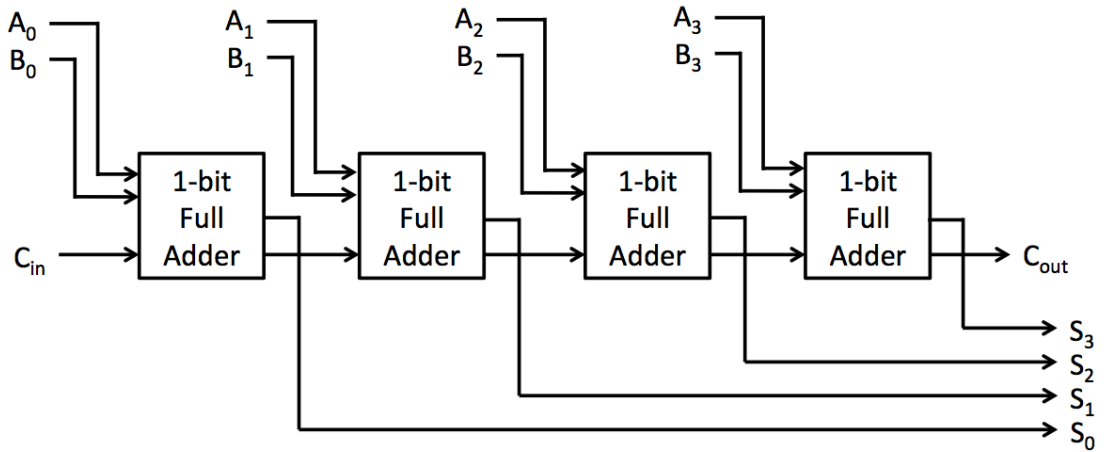 A₀
B₀
A₁
B₁
A₂
B₂
A₃
B₃
1-bit
Full
Adder
1-bit
Full
Adder
1-bit
Full
Adder
1-bit
Full
Adder
Cᵢₙ
Cₒᵤₜ
S₃
S₂
S₁
S₀